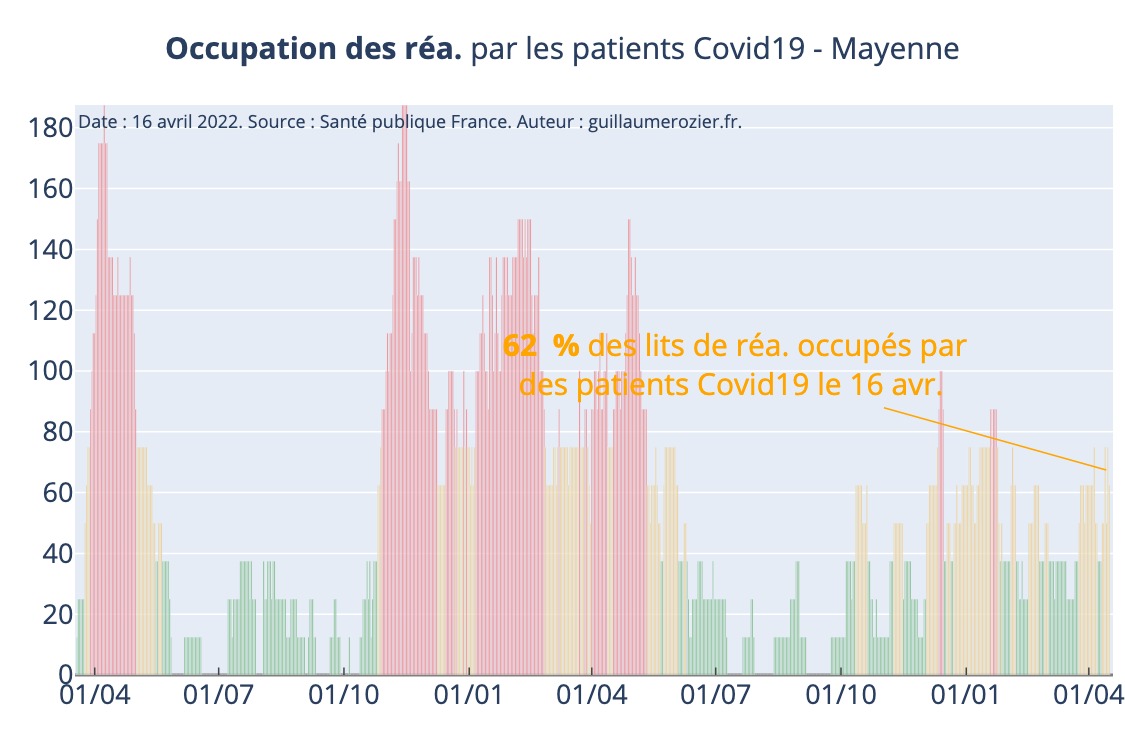 Occupation des réa. par les patients Covid19 - Mayenne
Date : 16 avril 2022. Source : Santé publique France. Auteur : guillaumerozier.fr.
180
160
140
120
100
80
60
40
20
0
62 % des lits de réa. occupés par
des patients Covid19 le 16 avr.
01/04 01/07 01/10 01/01 01/04 01/07 01/10 01/01 01/04